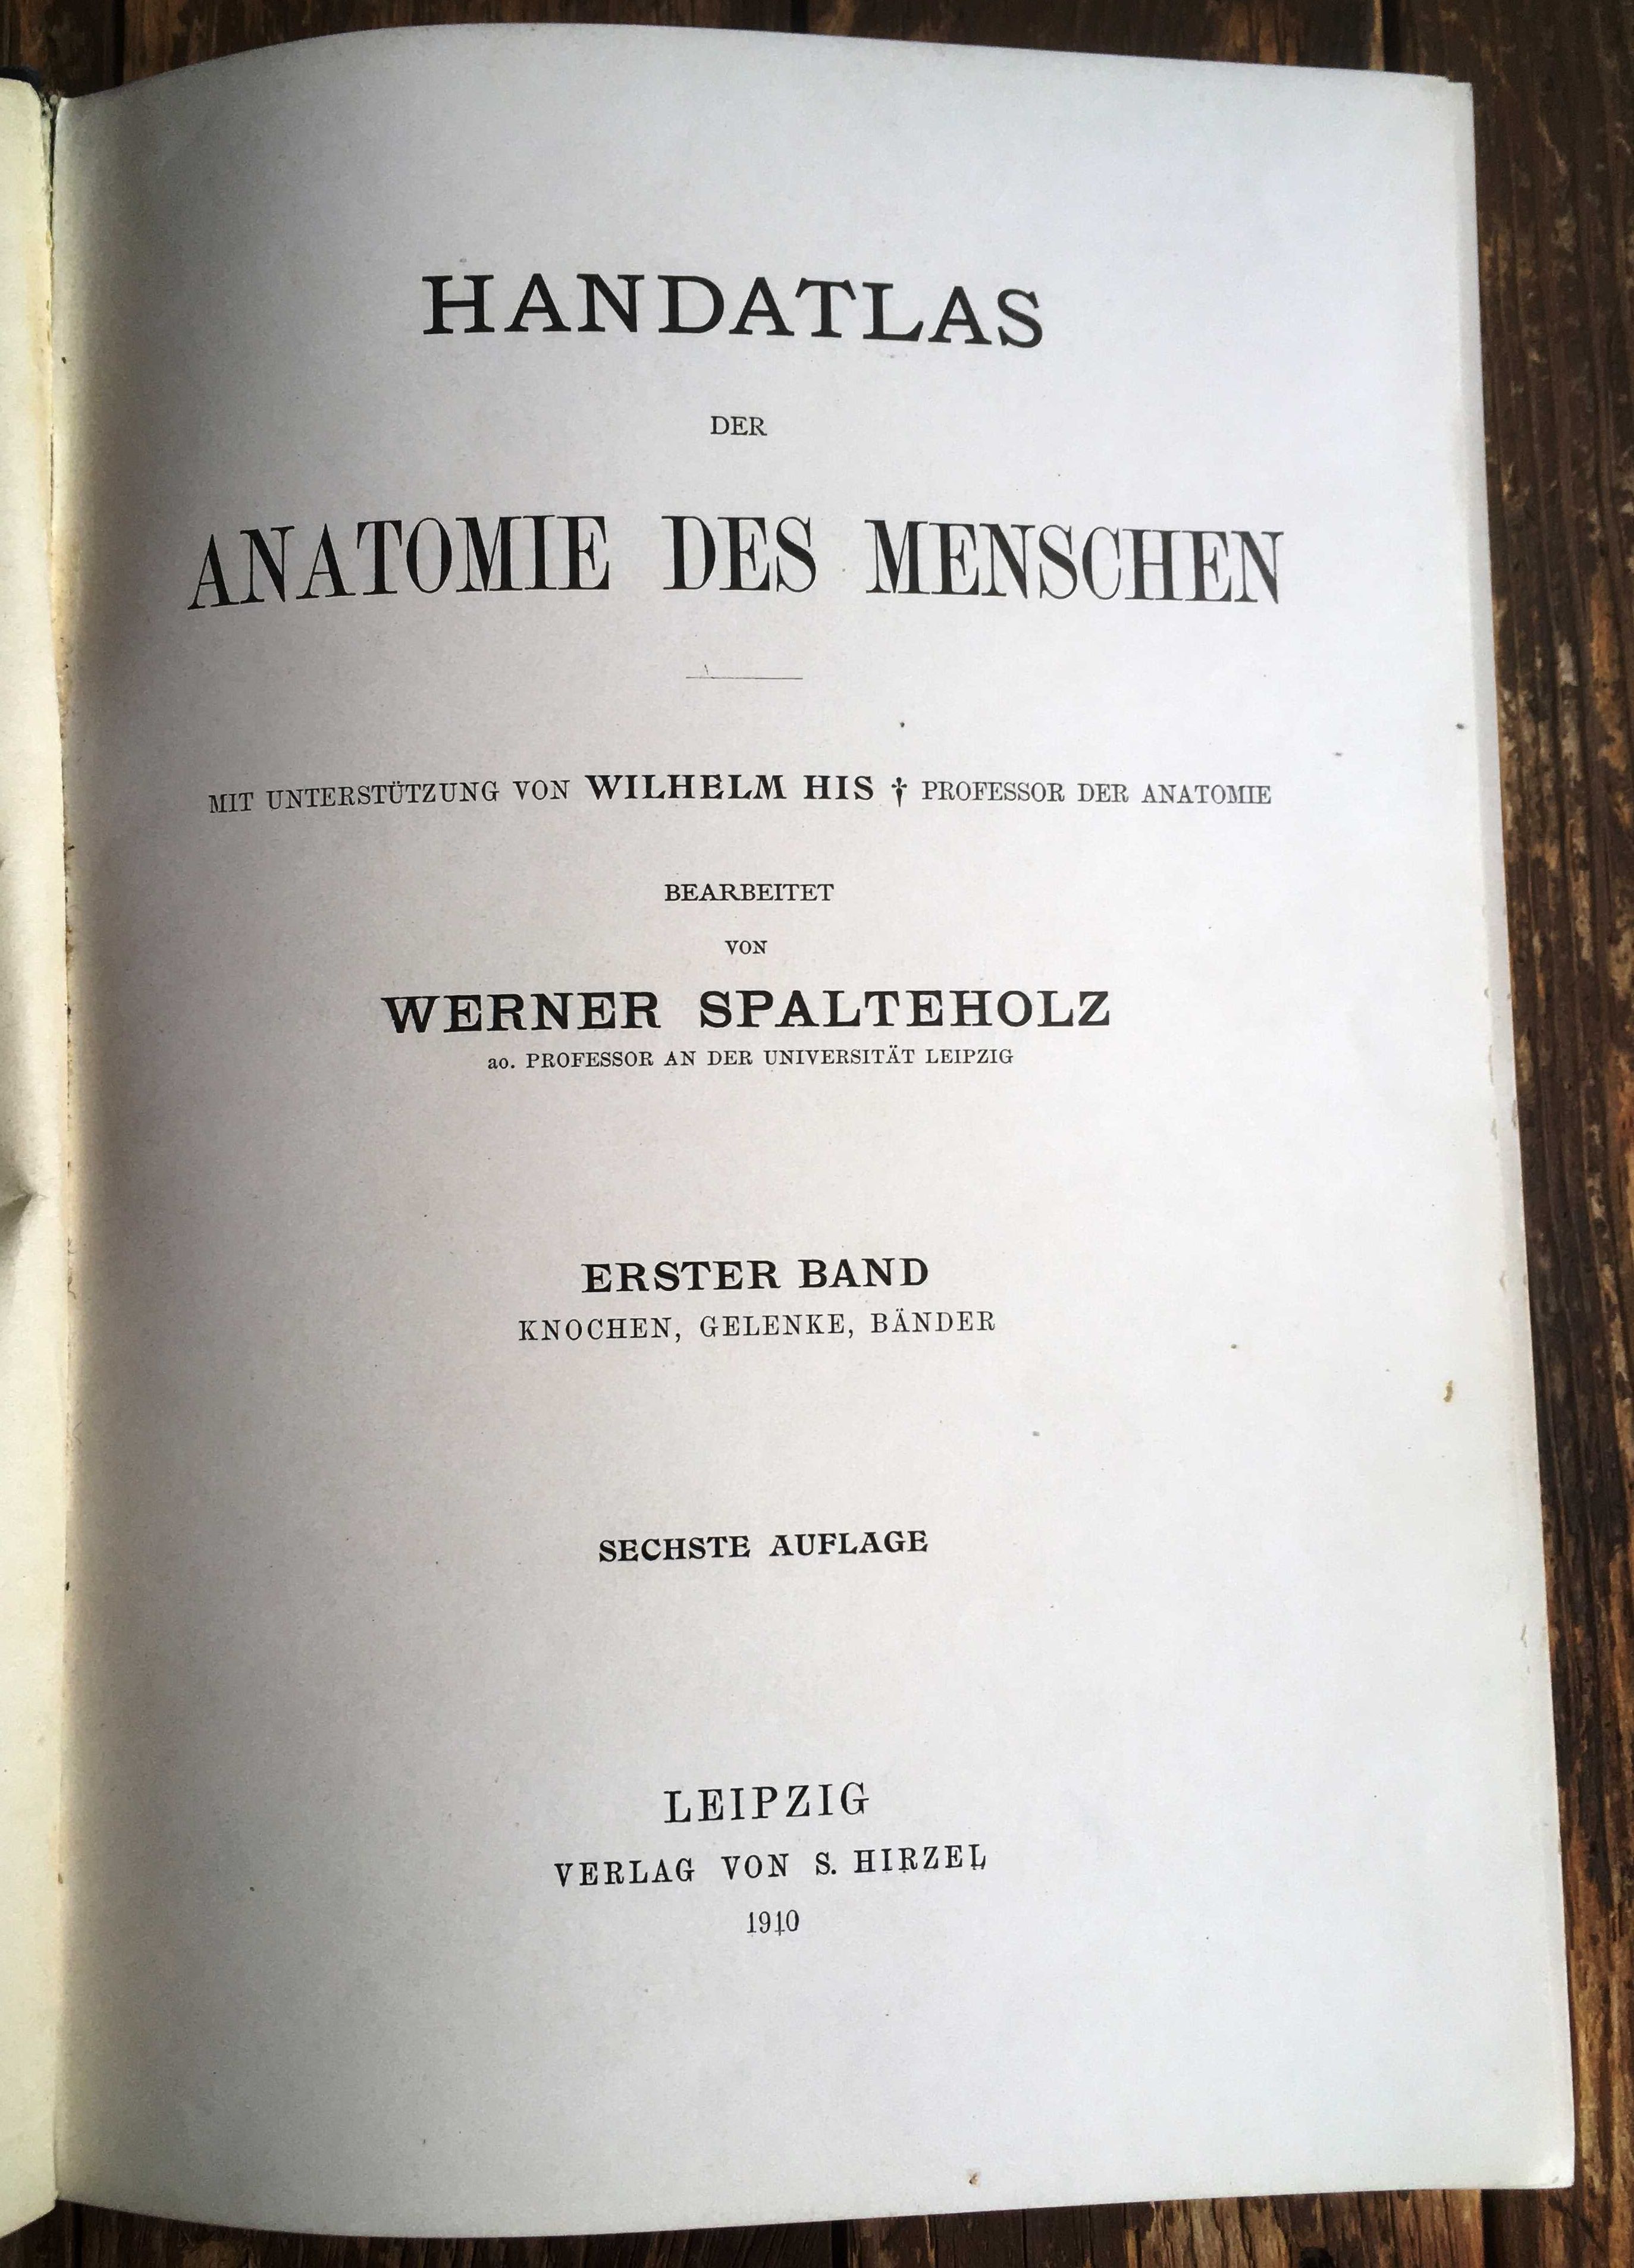 HANDATLAS
DER
ANATOMIE DES MENSCHEN
MIT UNTERSTÜTZUNG VON WILHELM HIS † PROFESSOR DER ANATOMIE
BEARBEITET
VON
WERNER SPALTEHOLZ
ao. PROFESSOR AN DER UNIVERSITÄT LEIPZIG
ERSTER BAND
KNOCHEN, GELENKE, BÄNDER
SECHSTE AUFLAGE
LEIPZIG
VERLAG VON S. HIRZEL
1910